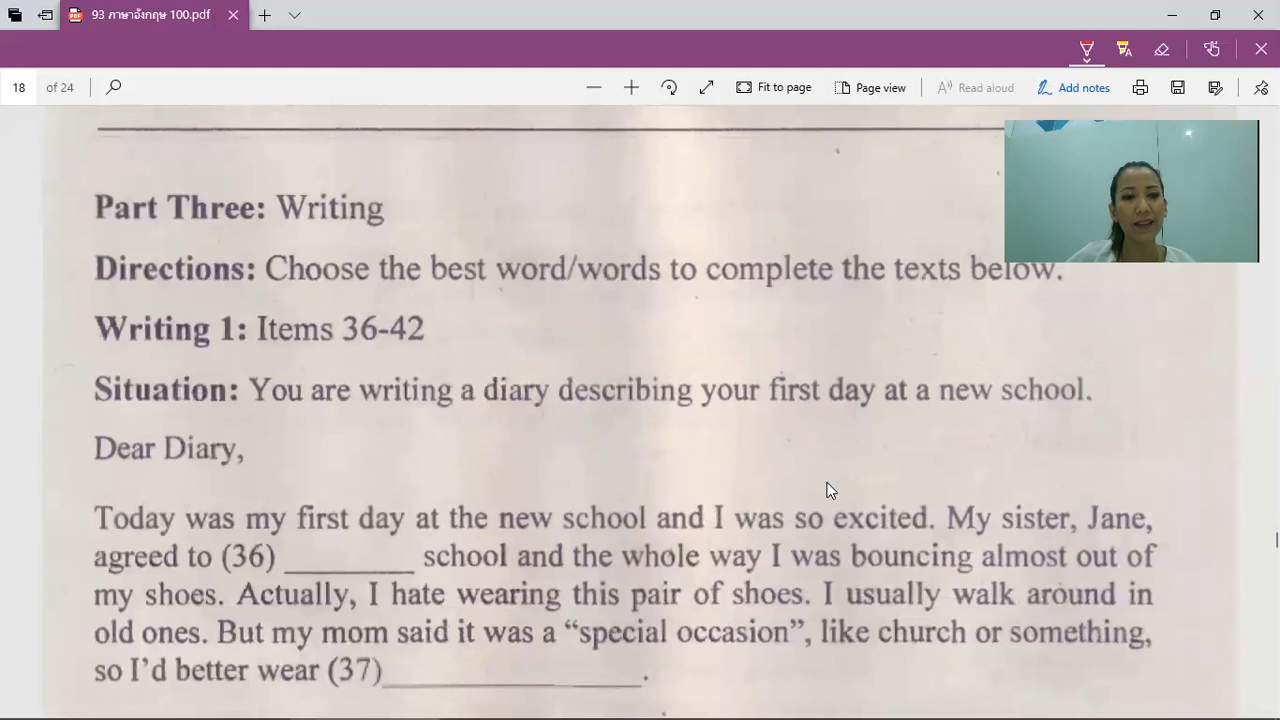 93 ภาษาอังกฤษ 100.pdf
18 of 24 Fit to page Page view Read aloud Add notes
Part Three: Writing
Directions: Choose the best word/words to complete the texts below.
Writing 1: Items 36-42
Situation: You are writing a diary describing your first day at a new school.
Dear Diary,
Today was my first day at the new school and I was so excited. My sister, Jane,
agreed to (36) ________ school and the whole way I was bouncing almost out of
my shoes. Actually, I hate wearing this pair of shoes. I usually walk around in
old ones. But my mom said it was a “special occasion”, like church or something,
so I’d better wear (37)________________.